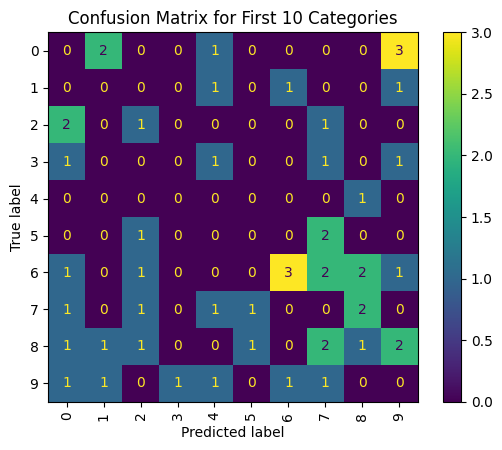 Confusion Matrix for First 10 Categories
0 0 2 0 0 1 0 0 0 0 3
1 0 0 0 0 1 0 1 0 0 1
2 2 0 1 0 0 0 0 1 0 0
3 1 0 0 0 1 0 0 1 0 1
4 0 0 0 0 0 0 0 0 1 0
5 0 0 1 0 0 0 0 2 0 0
6 1 0 1 0 0 0 3 2 2 1
7 1 0 1 0 1 1 0 0 2 0
8 1 1 1 0 0 1 0 2 1 2
9 1 1 0 1 1 0 1 1 0 0
0 1 2 3 4 5 6 7 8 9
Predicted label
True label
3.0
2.5
2.0
1.5
1.0
0.5
0.0